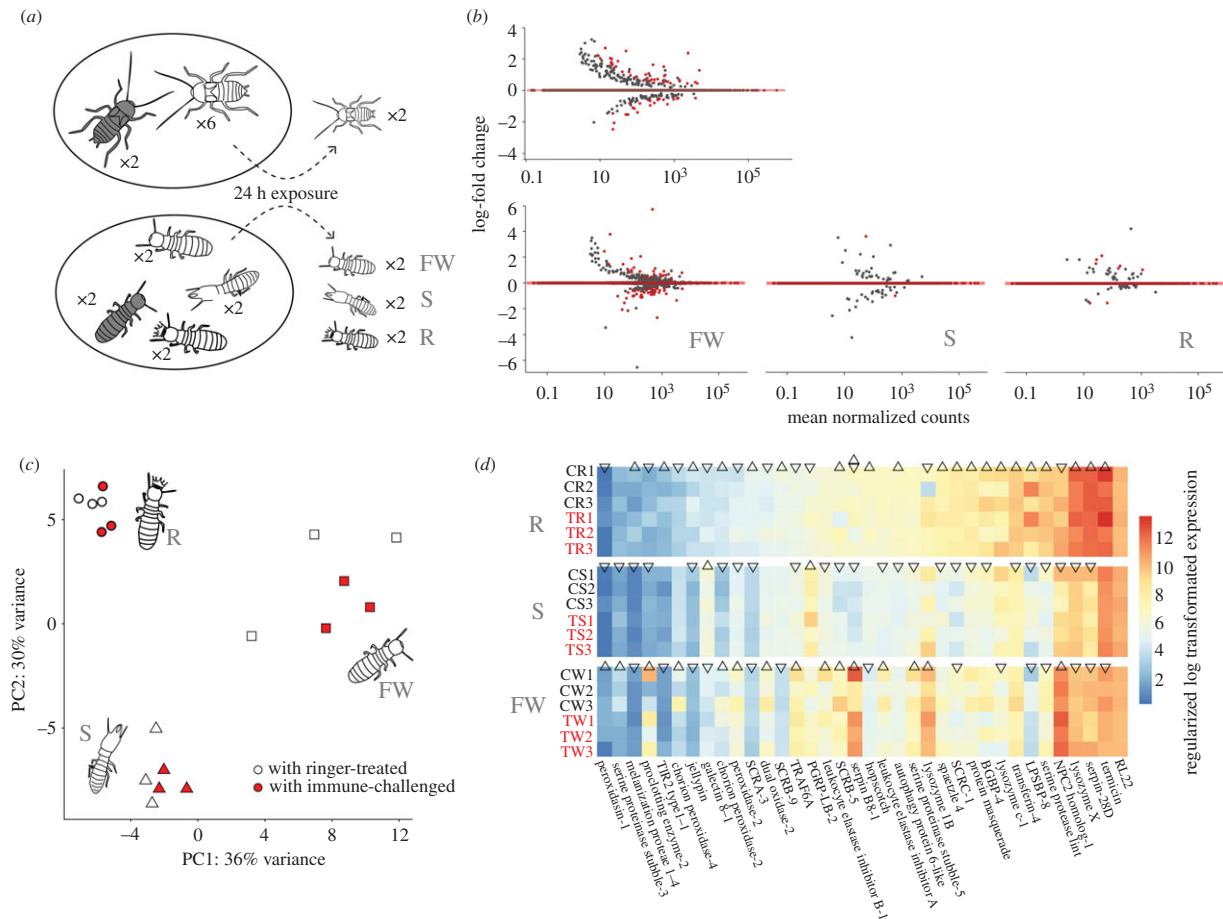 (a)
×6
×2
×2
24 h exposure
×2
×2
×2
×2
×2 FW
×2 S
×2 R
(b)
log-fold change
4
2
0
−2
−4
0.1 10 10³ 10⁵
6
4
2
0
−2
−4
−6
FW
S
R
0.1 10 10³ 10⁵
0.1 10 10³ 10⁵
0.1 10 10³ 10⁵
mean normalized counts
(c)
PC2: 30% variance
5
0
−5
R
FW
S
with ringer-treated
with immune-challenged
−4 0 4 8 12
PC1: 36% variance
(d)
R
CR1
CR2
CR3
TR1
TR2
TR3
S
CS1
CS2
CS3
TS1
TS2
TS3
FW
CW1
CW2
CW3
TW1
TW2
TW3
peroxidasin-1
serine proteinase stubble-3
melanization proteae 1–4
proclotting enzyme-2
TIR2 type1–1
chorion peroxidase-4
jellypin
galectin 8–1
chorion peroxidase-2
peroxidase-2
SCRA-3
dual oxidase-2
SCRB-9
TRAF6A
PGRP-LB-2
leukocyte elastase inhibitor B-1
SCRB-5
serpin B8-1
hopscotch
leukocyte elastase inhibitor A
autophagy protein 6-like
serine proteinase stubble-5
lysozyme 1B
spaetzle 4
SCRC-1
protein masquerade
BGBP-4
lysozyme c-1
transferin-4
LPSBP-8
serine protease lint
NPC2 homolog-1
lysozyme X
serpin-28D
termicin
RL22
12
10
8
6
4
2
regularized log transformed expression